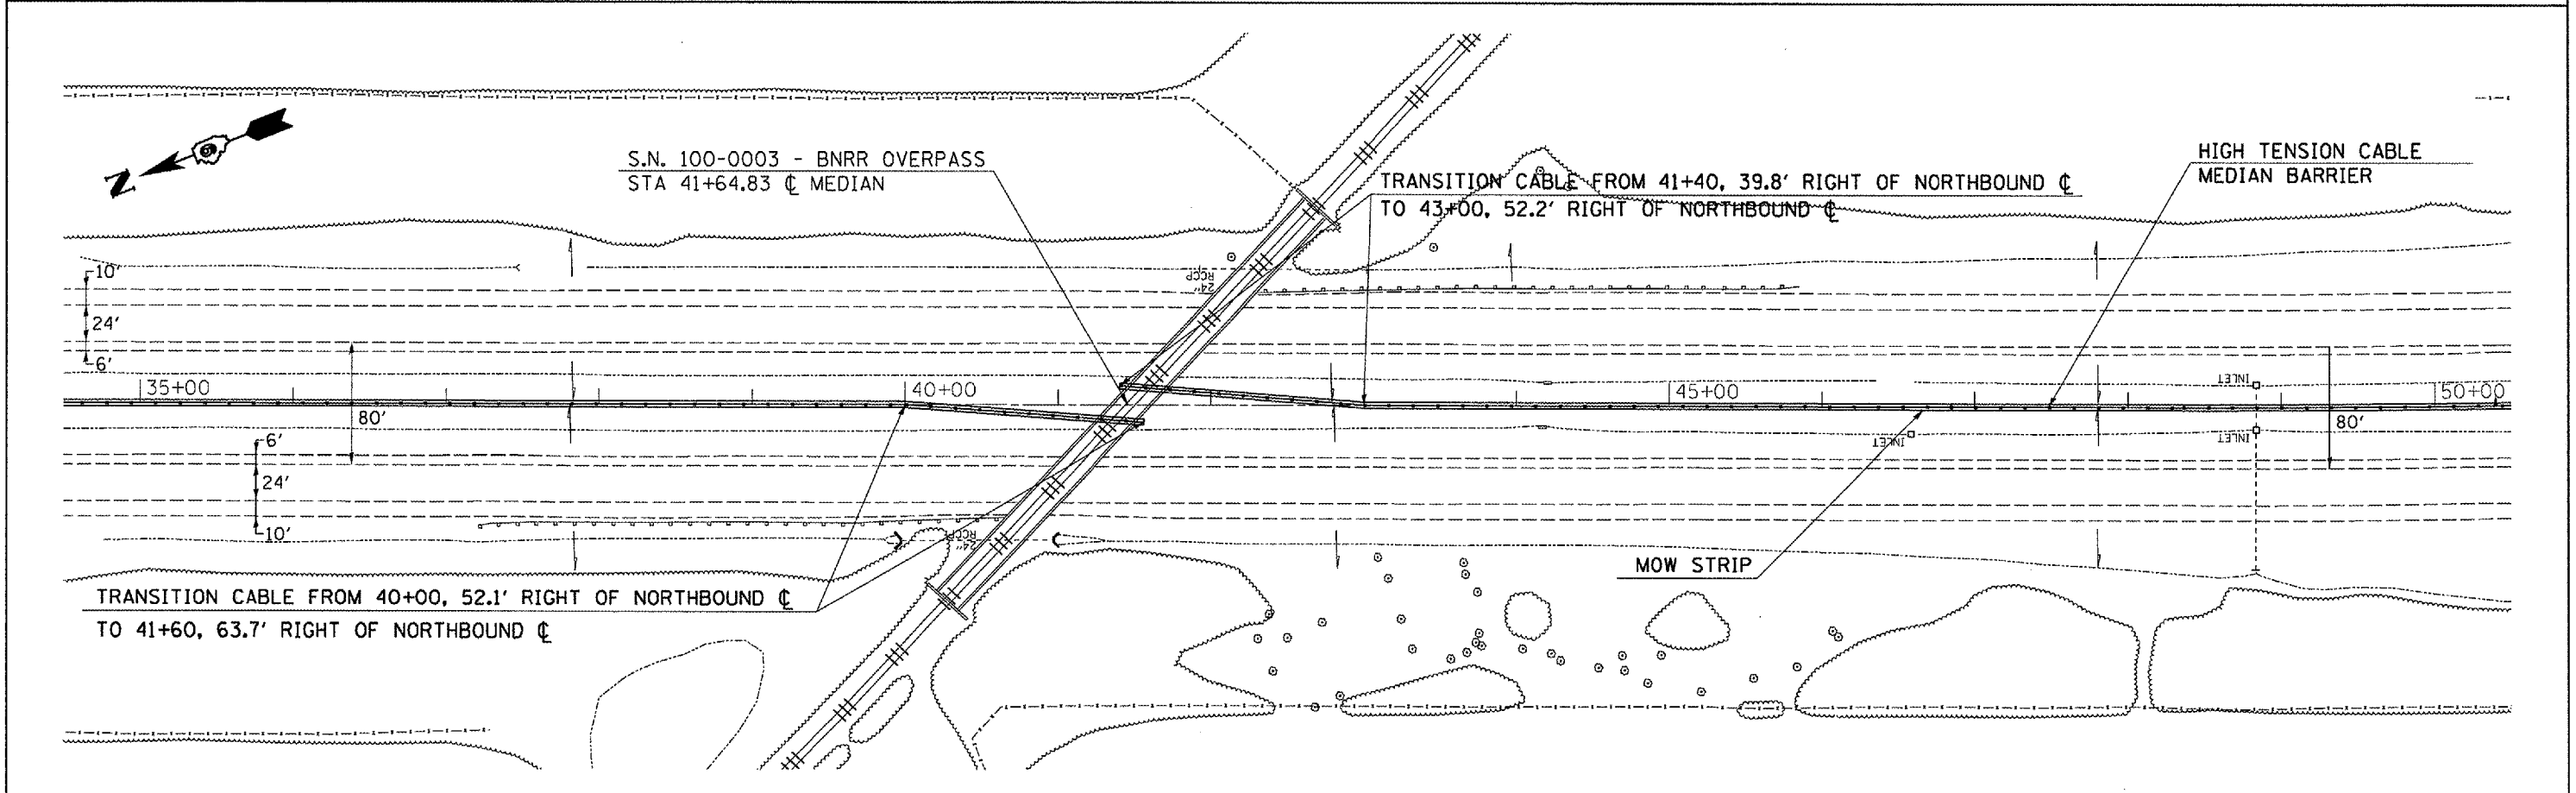 N
S.N. 100-0003 - BNRR OVERPASS
STA 41+64.83 ℄ MEDIAN
TRANSITION CABLE FROM 41+40, 39.8' RIGHT OF NORTHBOUND ℄
TO 43+00, 52.2' RIGHT OF NORTHBOUND ℄
HIGH TENSION CABLE
MEDIAN BARRIER
10'
24'
6'
24"
RCCP
35+00
40+00
45+00
50+00
INLET
80'
80'
6'
24'
10'
INLET
INLET
24"
RCCP
MOW STRIP
TRANSITION CABLE FROM 40+00, 52.1' RIGHT OF NORTHBOUND ℄
TO 41+60, 63.7' RIGHT OF NORTHBOUND ℄